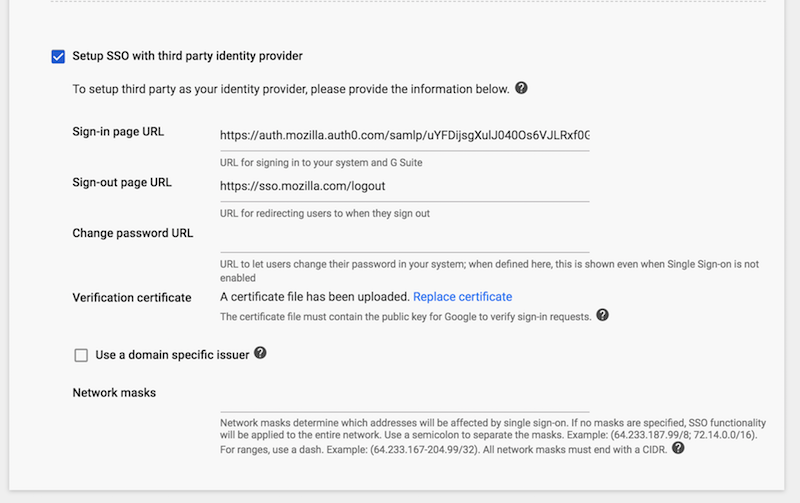 Setup SSO with third party identity provider
To setup third party as your identity provider, please provide the information below.
Sign-in page URL
https://auth.mozilla.auth0.com/samlp/uYFDijsgXulJ040Os6VJLRxf0G
URL for signing in to your system and G Suite
Sign-out page URL
https://sso.mozilla.com/logout
URL for redirecting users to when they sign out
Change password URL
URL to let users change their password in your system; when defined here, this is shown even when Single Sign-on is not
enabled
Verification certificate
A certificate file has been uploaded. Replace certificate
The certificate file must contain the public key for Google to verify sign-in requests.
Use a domain specific issuer
Network masks
Network masks determine which addresses will be affected by single sign-on. If no masks are specified, SSO functionality
will be applied to the entire network. Use a semicolon to separate the masks. Example: (64.233.187.99/8; 72.14.0.0/16).
For ranges, use a dash. Example: (64.233.167-204.99/32). All network masks must end with a CIDR.